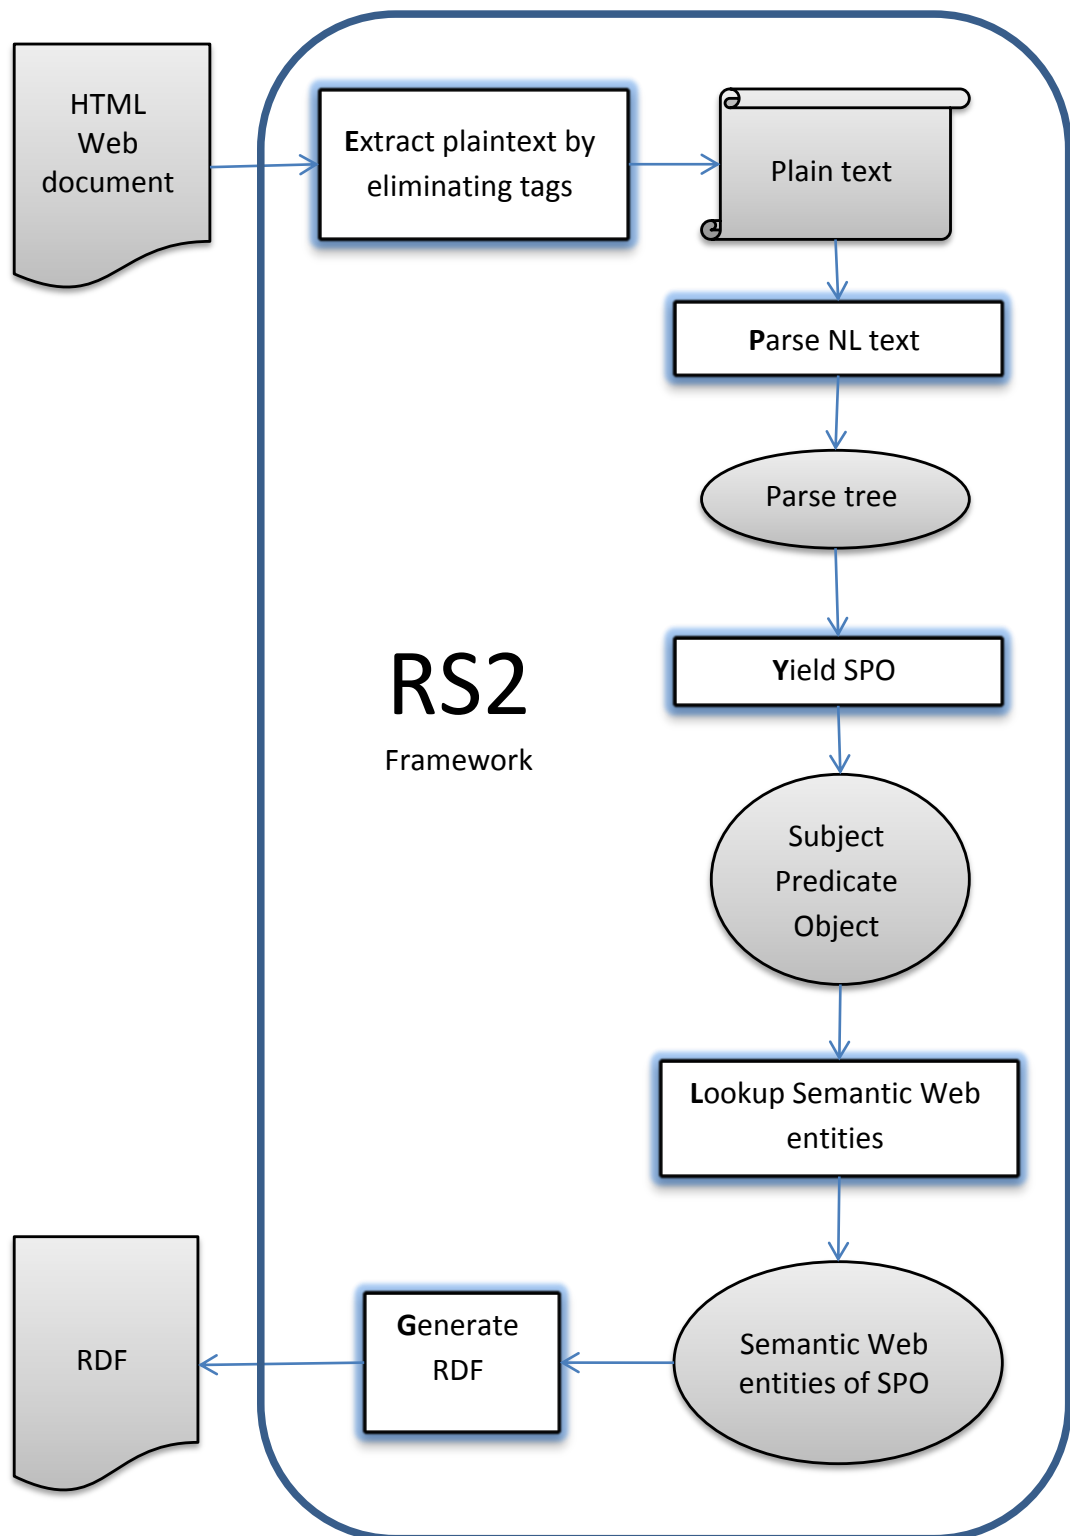 HTML
Web
document
Extract plaintext by
eliminating tags
Plain text
Parse NL text
Parse tree
Yield SPO
RS2
Framework
Subject
Predicate
Object
Lookup Semantic Web
entities
Semantic Web
entities of SPO
Generate
RDF
RDF